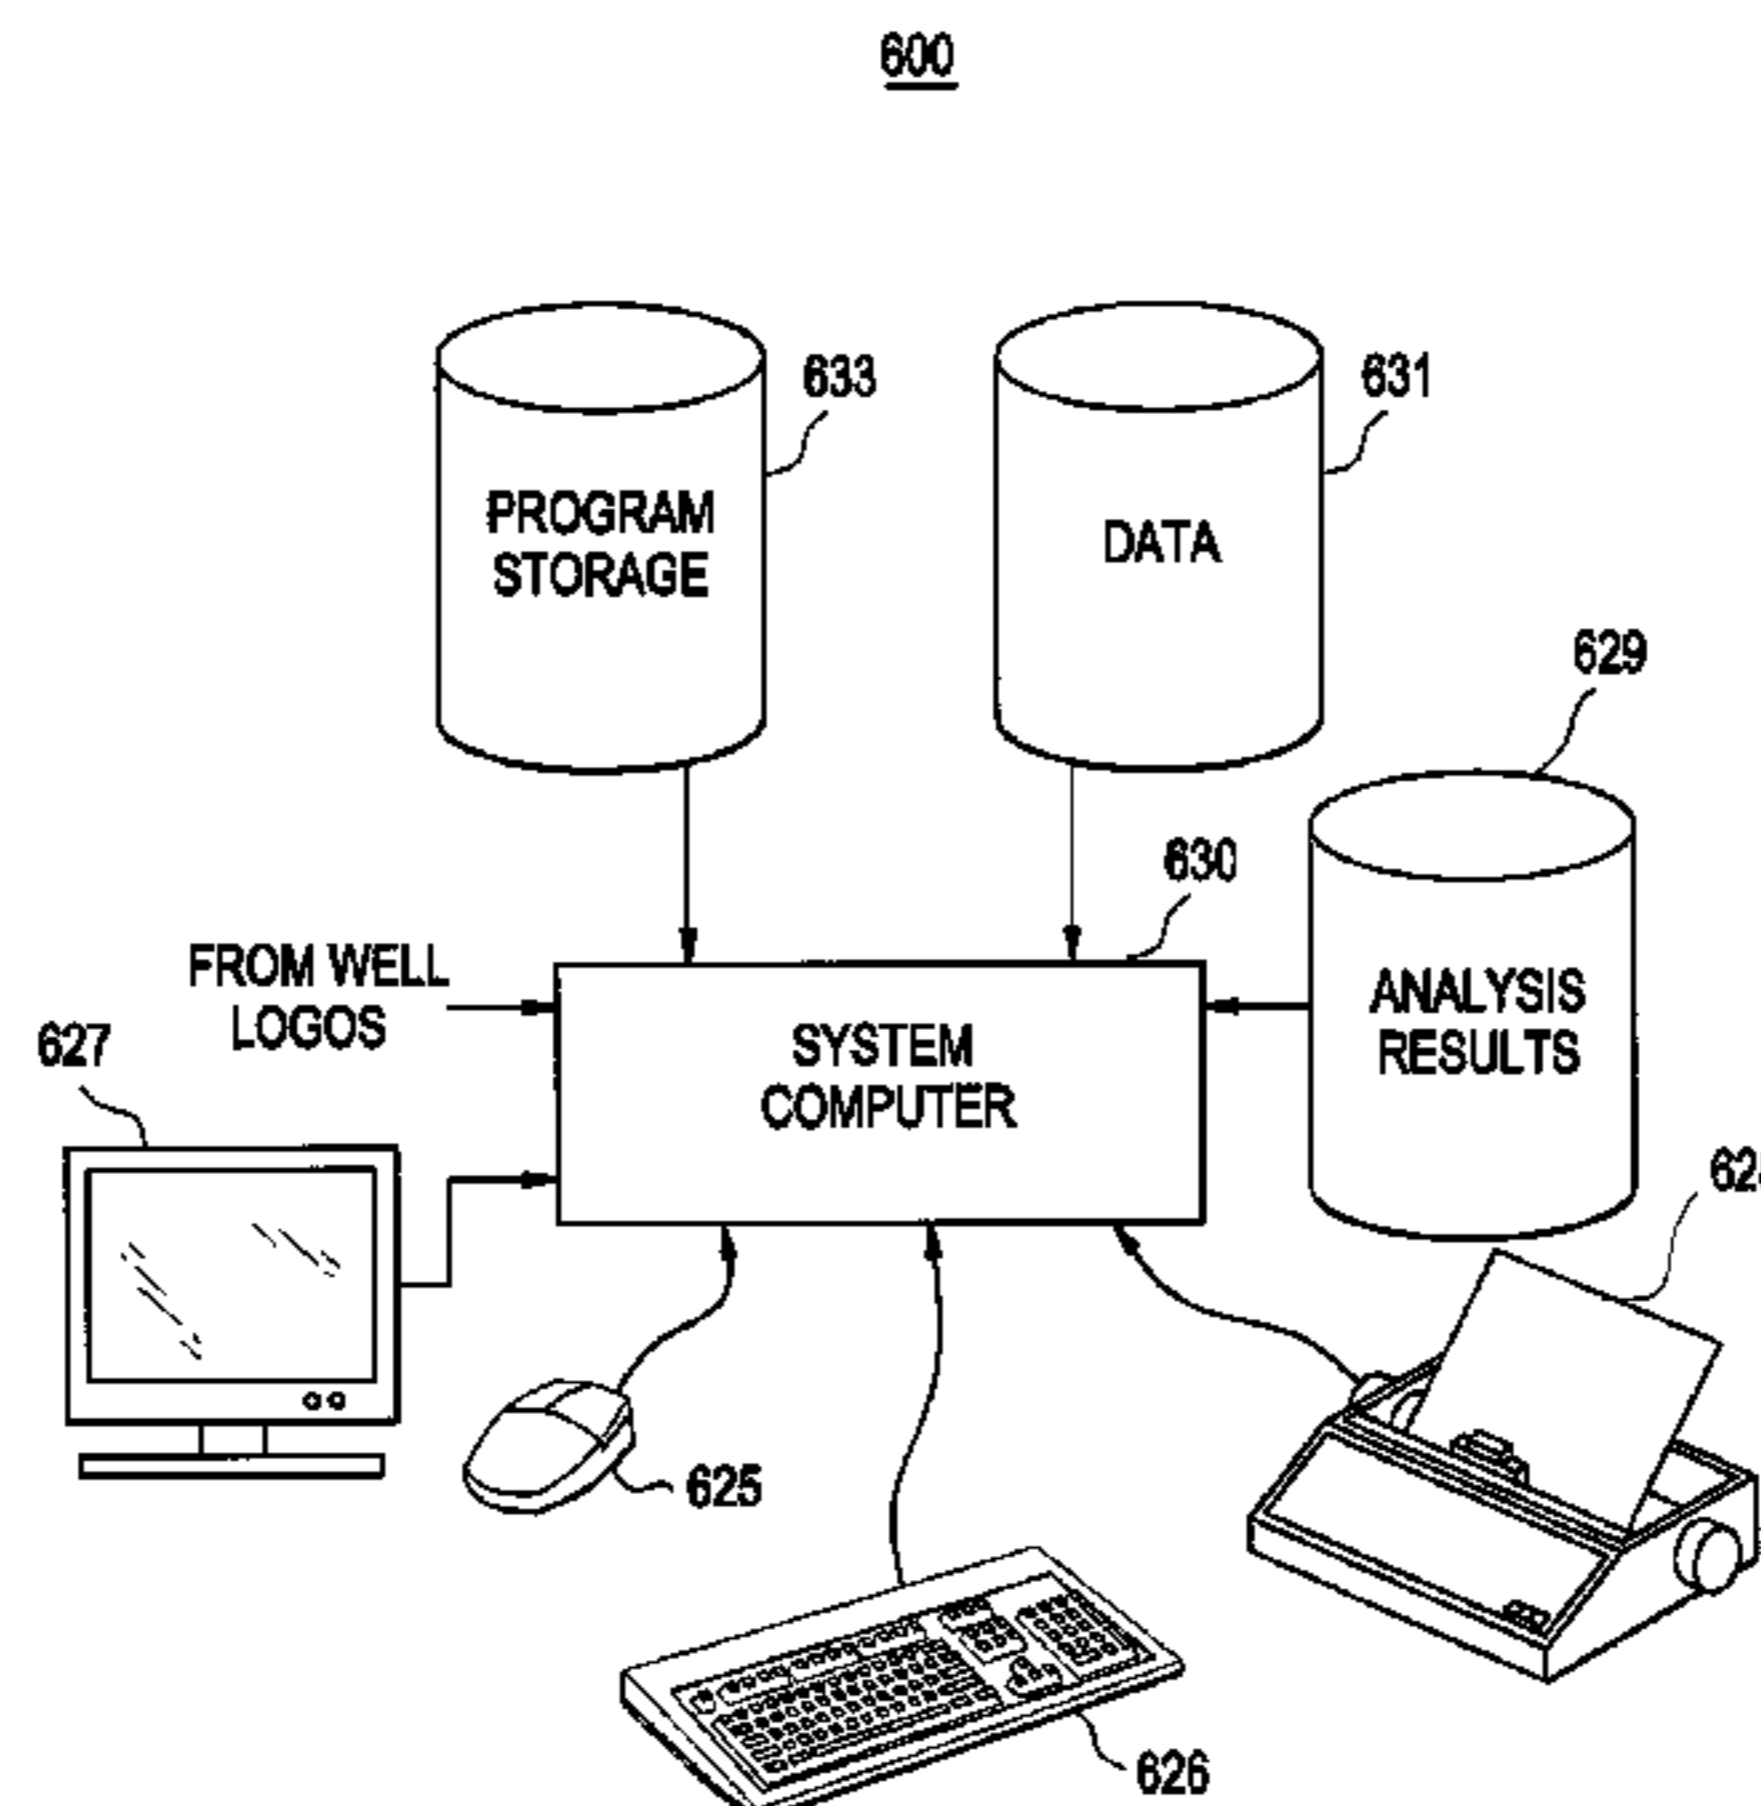 600
633
631
PROGRAM
STORAGE
DATA
629
630
FROM WELL
LOGOS
ANALYSIS
RESULTS
SYSTEM
COMPUTER
627
625
626